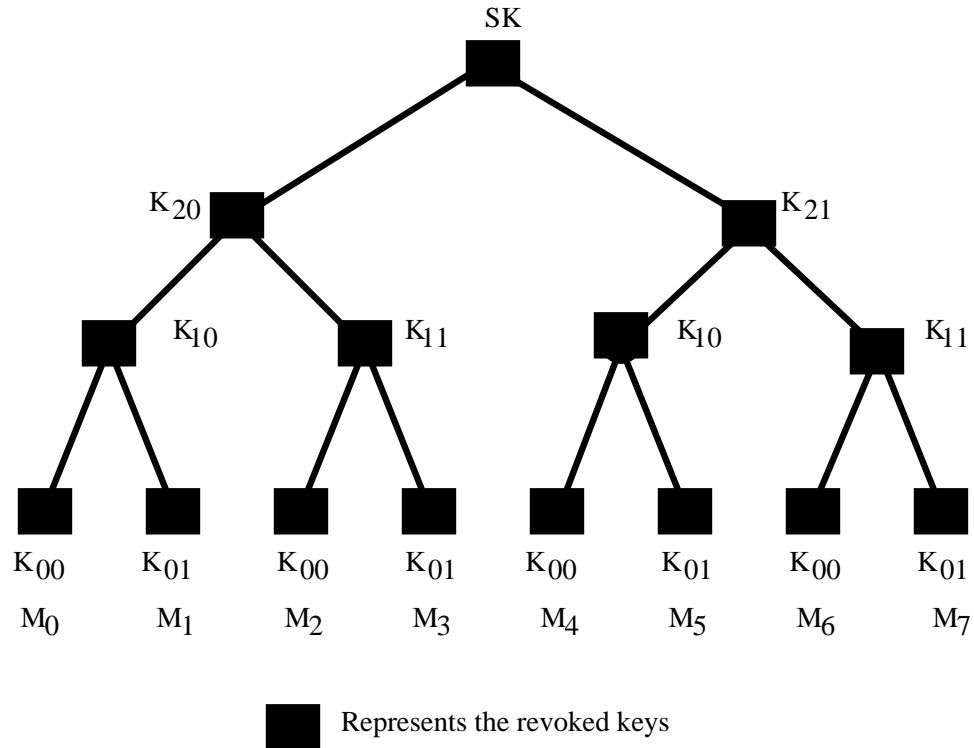 SK
K20 K21
K10 K11 K10 K11
K00 K01 K00 K01 K00 K01 K00 K01
M0 M1 M2 M3 M4 M5 M6 M7
Represents the revoked keys